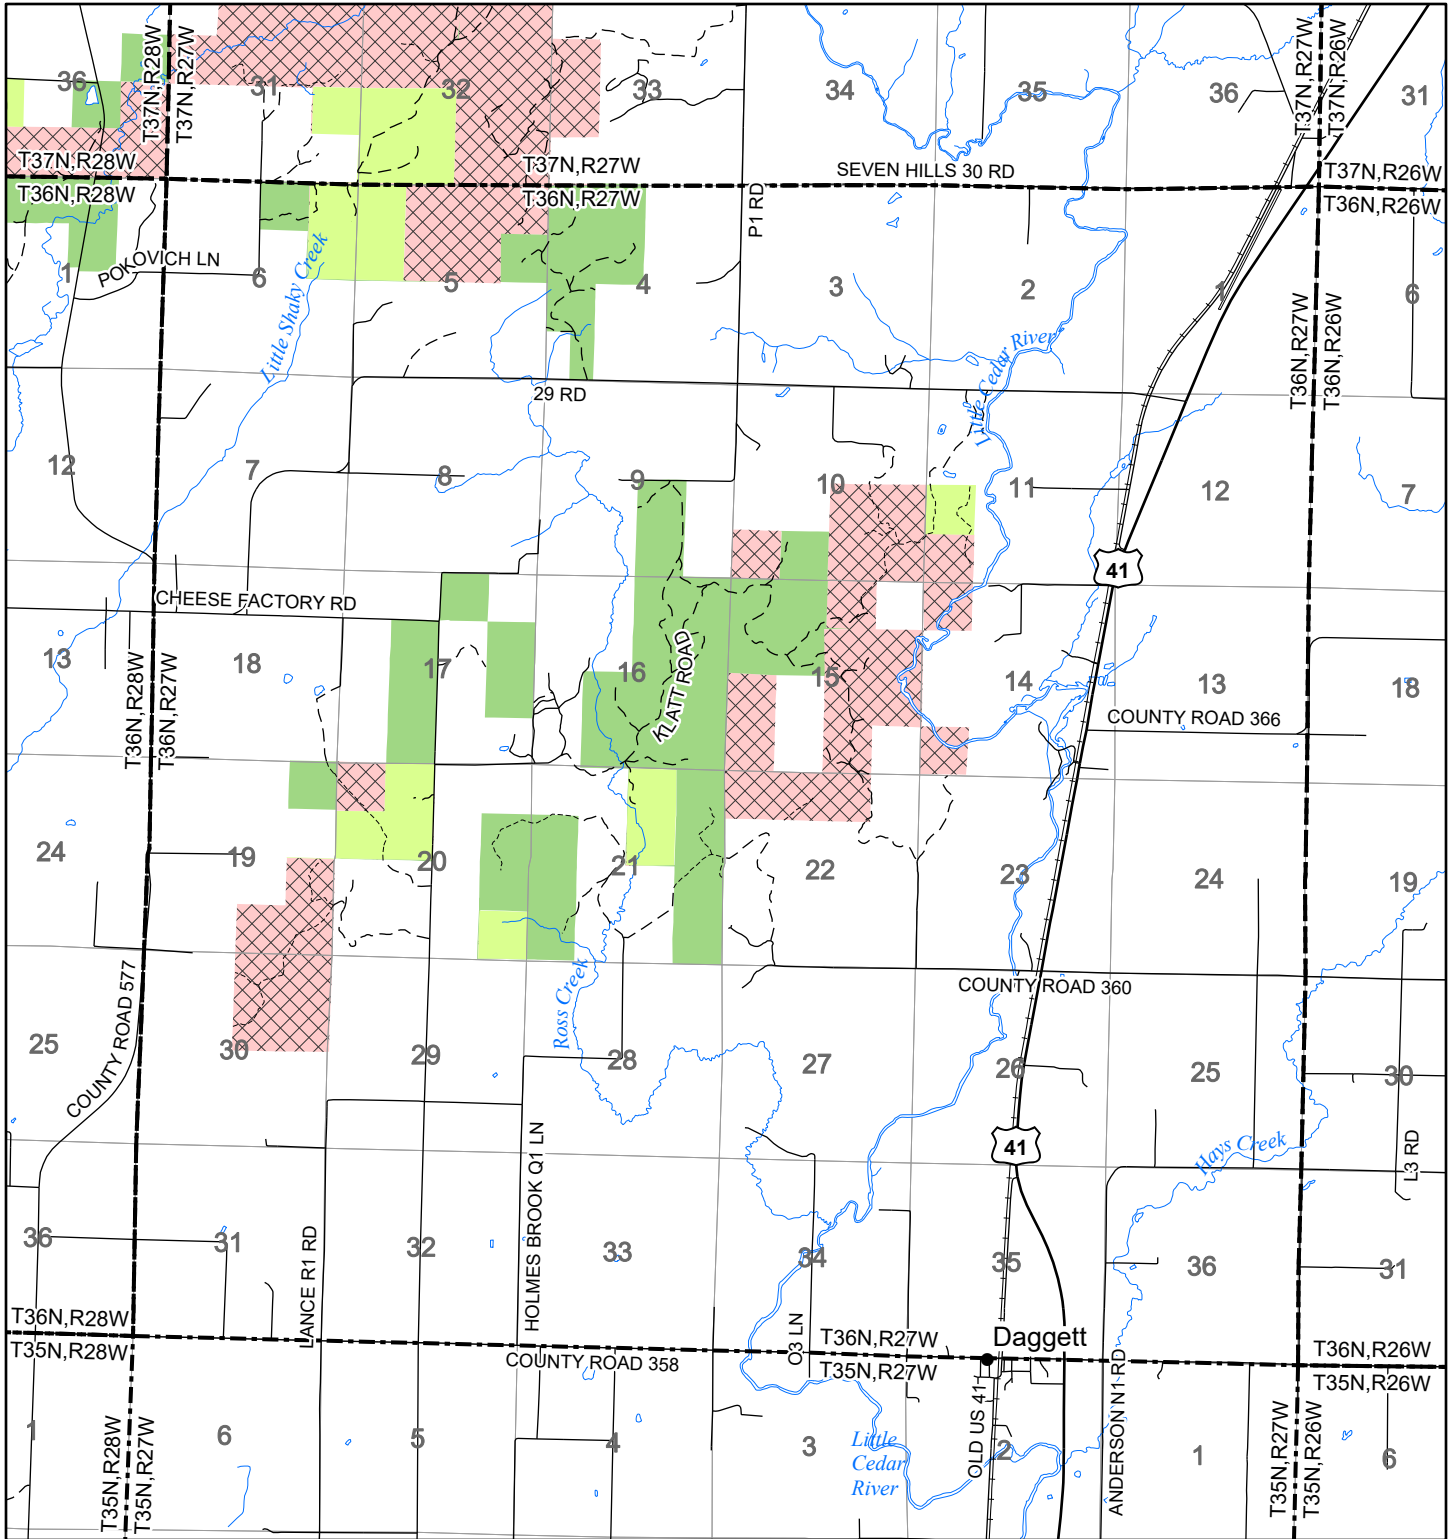 T37N,R28W
T37N,R27W
T37N,R27W
T37N,R26W
36
31
32
33
34
35
36
31
T37N,R28W
T37N,R27W
SEVEN HILLS 30 RD
T37N,R26W
T36N,R28W
T36N,R27W
T36N,R26W
P1 RD
POKOVICH LN
Little Shaky Creek
1
6
5
4
3
2
1
6
T36N,R27W
T36N,R26W
Little Cedar River
29 RD
12
7
8
9
10
11
12
7
41
CHEESE FACTORY RD
T36N,R28W
T36N,R27W
13
18
17
16
KLATT ROAD
15
14
13
18
COUNTY ROAD 366
24
19
20
21
22
23
24
19
COUNTY ROAD 577
Ross Creek
COUNTY ROAD 360
25
30
29
28
27
26
25
30
41
HOLMES BROOK Q1 LN
Hays Creek
L3 RD
36
31
LANCE R1 RD
32
33
34
35
36
31
T36N,R28W
O3 LN
T36N,R27W
Daggett
T36N,R26W
T35N,R28W
COUNTY ROAD 358
T35N,R27W
T35N,R26W
OLD US 41
ANDERSON N1 RD
1
T35N,R28W
T35N,R27W
6
5
4
3
Little
Cedar
River
2
1
T35N,R27W
T35N,R26W
6